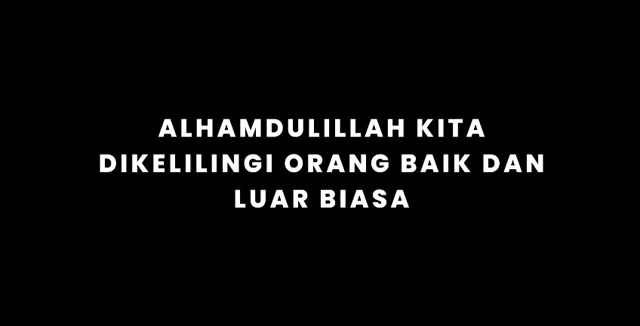 ALHAMDULILLAH KITA
DIKELILINGI ORANG BAIK DAN
LUAR BIASA